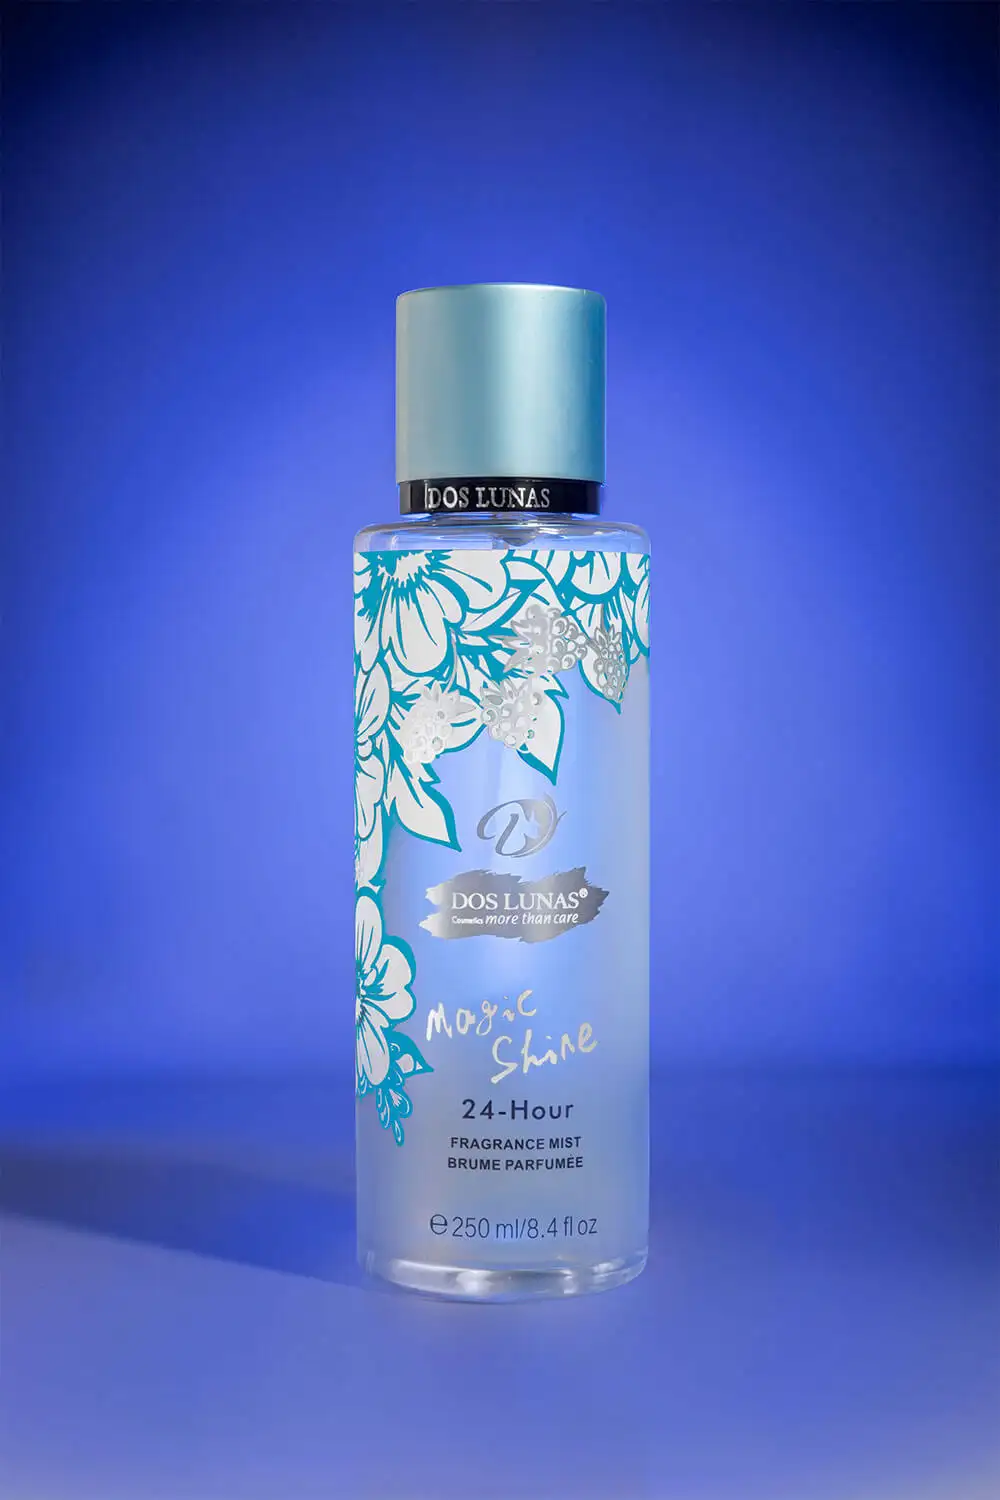 DOS LUNAS
DOS LUNAS®
Cosmetics more than care
Magic
Shine
24-Hour
FRAGRANCE MIST
BRUME PARFUMÉE
℮250 ml/8.4 fl oz